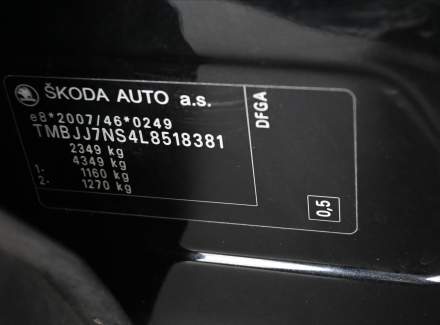 ŠKODA AUTO a.s.
e8*2007/46*0249
TMBJJ7NS4L8518381
2349 kg
4349 kg
1- 1160 kg
2- 1270 kg
DFGA
0,5